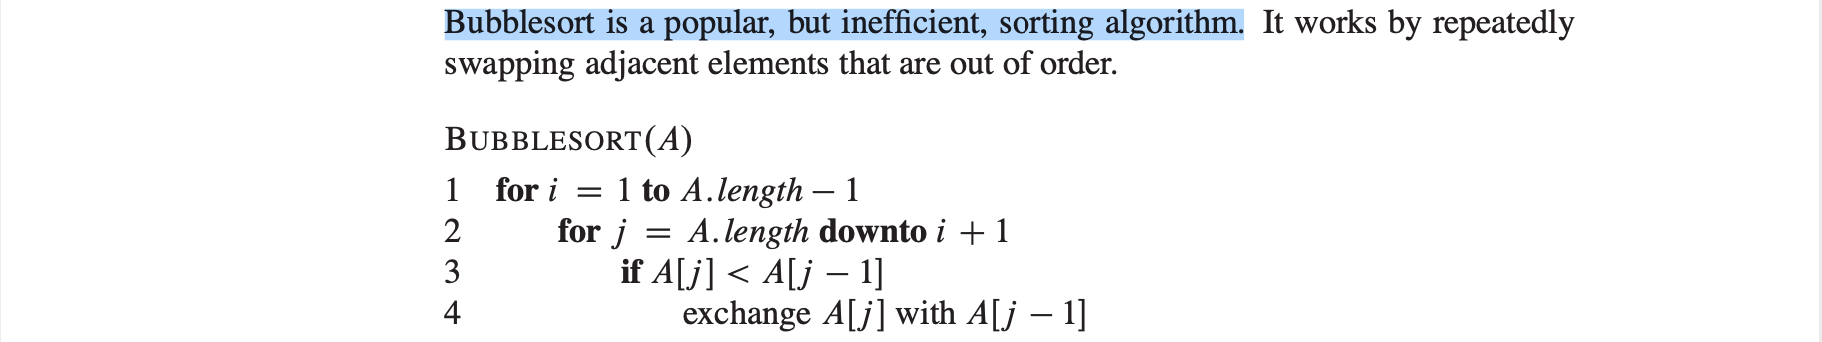 Bubblesort is a popular, but inefficient, sorting algorithm. It works by repeatedly
swapping adjacent elements that are out of order.
BUBBLESORT(A)
1 for i = 1 to A.length − 1
2 for j = A.length downto i + 1
3 if A[j] < A[j − 1]
4 exchange A[j] with A[j − 1]